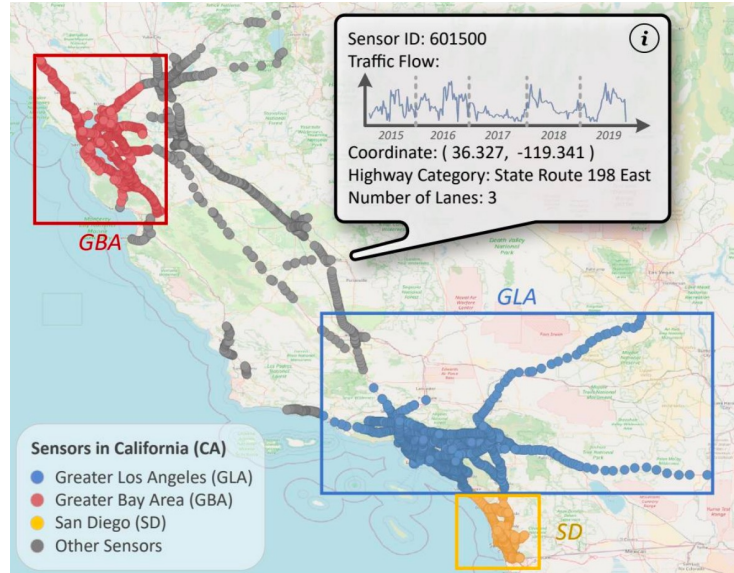 Sensor ID: 601500
Traffic Flow:
2015 2016 2017 2018 2019
Coordinate: ( 36.327, -119.341 )
Highway Category: State Route 198 East
Number of Lanes: 3
i
GBA
GLA
SD
Sensors in California (CA)
Greater Los Angeles (GLA)
Greater Bay Area (GBA)
San Diego (SD)
Other Sensors